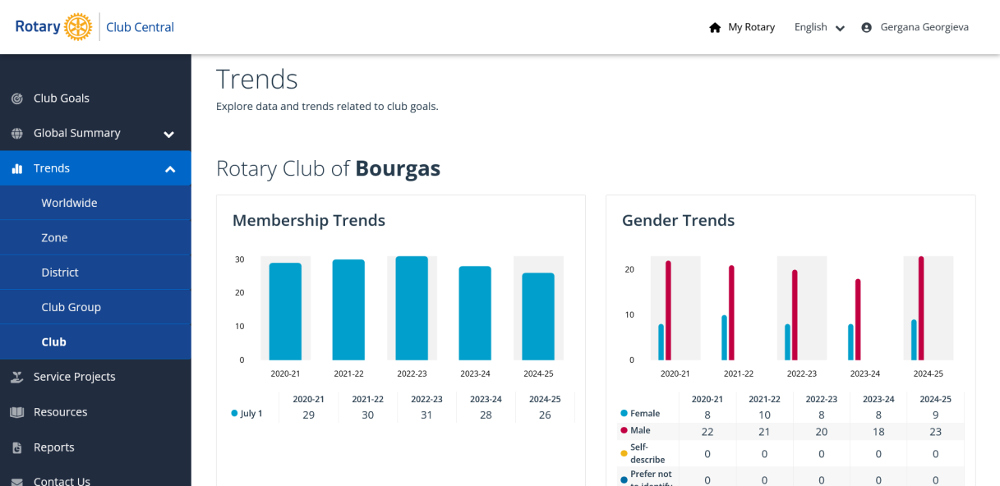 Rotary Club Central
My Rotary English Gergana Georgieva
Club Goals
Global Summary
Trends
Worldwide
Zone
District
Club Group
Club
Service Projects
Resources
Reports
Contact Us
Trends
Explore data and trends related to club goals.
Rotary Club of Bourgas
Membership Trends
30
20
10
0
2020-21 2021-22 2022-23 2023-24 2024-25
2020-21 2021-22 2022-23 2023-24 2024-25
July 1 29 30 31 28 26
Gender Trends
20
10
0
2020-21 2021-22 2022-23 2023-24 2024-25
2020-21 2021-22 2022-23 2023-24 2024-25
Female 8 10 8 8 9
Male 22 21 20 18 23
Self-
describe 0 0 0 0 0
Prefer not
to identify 0 0 0 0 0